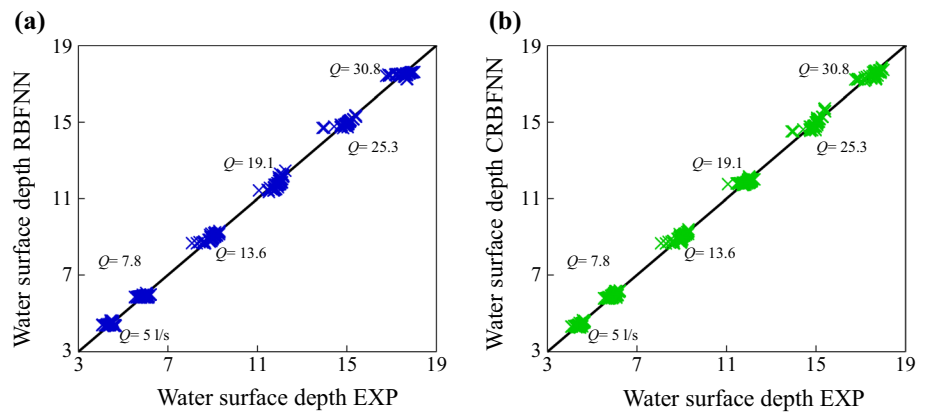 (a)
19
15
11
7
3
3 7 11 15 19
Water surface depth RBFNN
Water surface depth EXP
Q= 30.8
Q= 25.3
Q= 19.1
Q= 13.6
Q= 7.8
Q= 5 l/s
(b)
19
15
11
7
3
3 7 11 15 19
Water surface depth CRBFNN
Water surface depth EXP
Q= 30.8
Q= 25.3
Q= 19.1
Q= 13.6
Q= 7.8
Q= 5 l/s